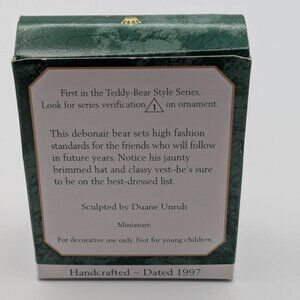 First in the Teddy-Bear Style Series.
Look for series verification 1 on ornament.
This debonair bear sets high fashion
standards for the friends who will follow
in future years. Notice his jaunty
brimmed hat and classy vest–he's sure
to be on the best-dressed list.
Sculpted by Duane Unruh
Miniature
For decorative use only. Not for young children.
Handcrafted ~ Dated 1997